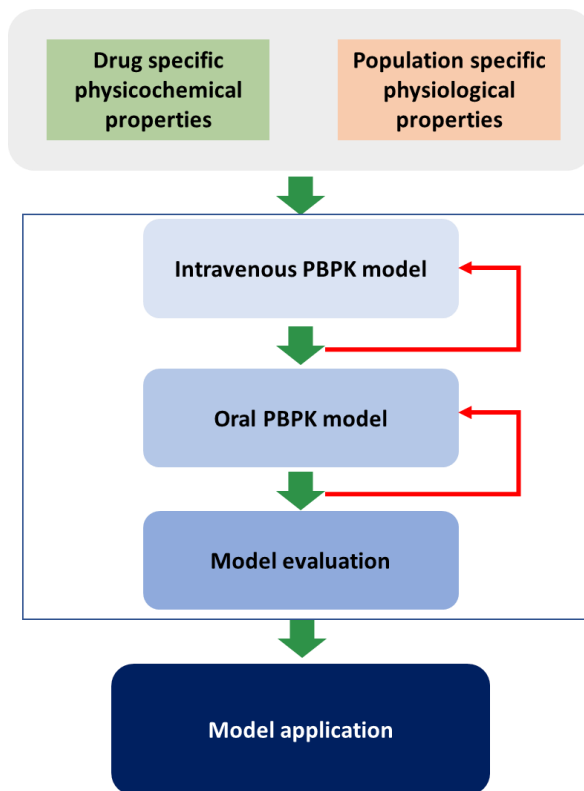 Drug specific
physicochemical
properties
Population specific
physiological
properties
Intravenous PBPK model
Oral PBPK model
Model evaluation
Model application